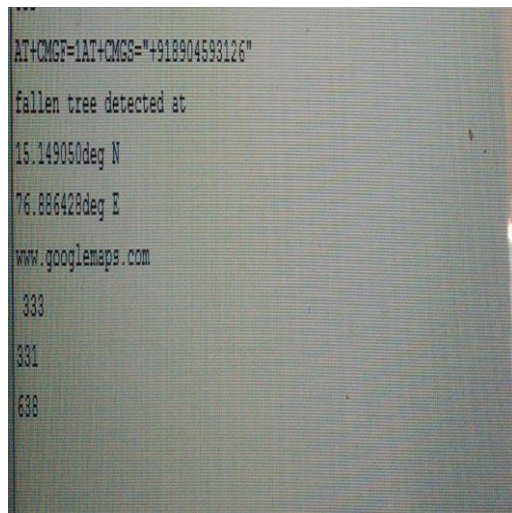 AT+CMGF=1AT+CMGS="+918904593126"
fallen tree detected at
15.149050deg N
76.886428deg E
www.googlemaps.com
333
331
638